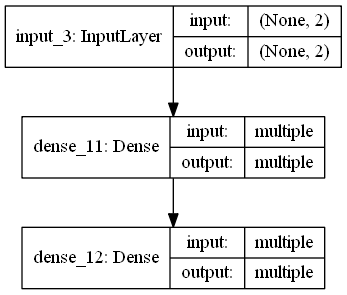 input_3: InputLayer
input:
(None, 2)
output:
(None, 2)
dense_11: Dense
input:
multiple
output:
multiple
dense_12: Dense
input:
multiple
output:
multiple